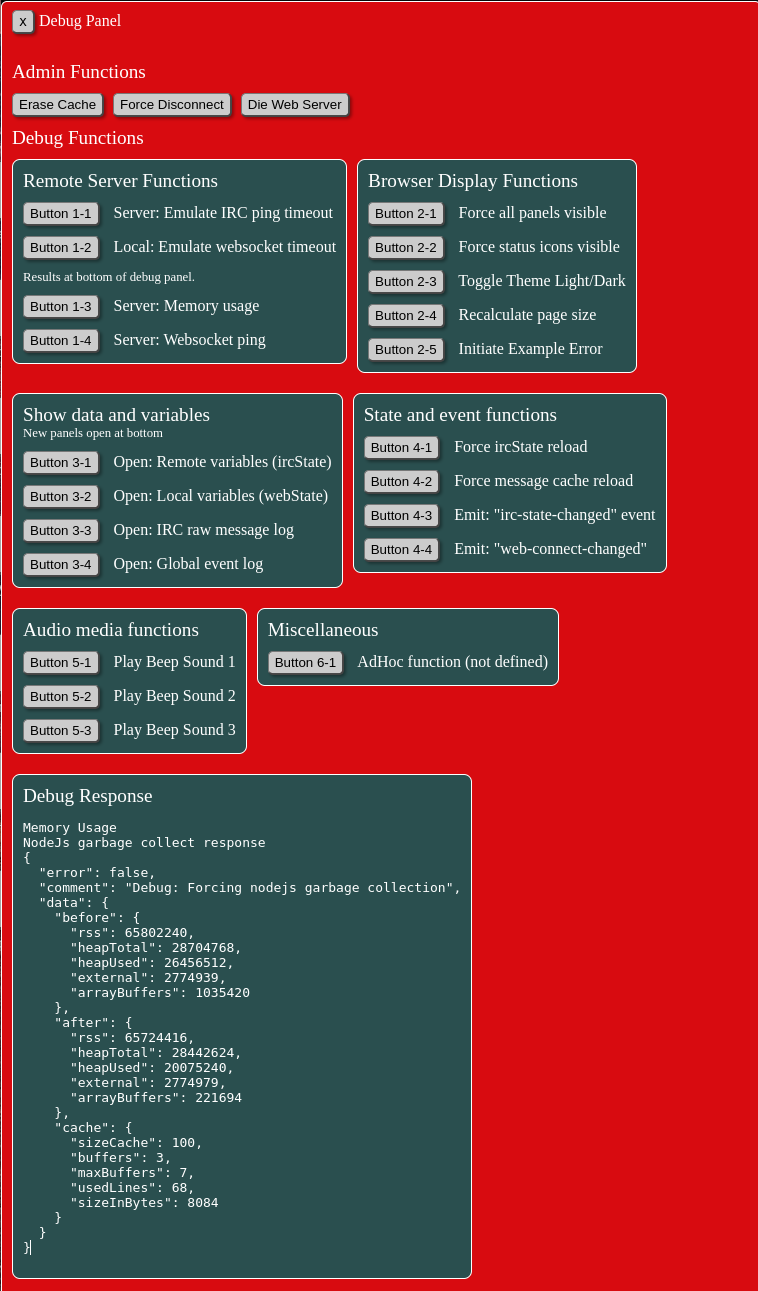 x Debug Panel
Admin Functions
Erase Cache Force Disconnect Die Web Server
Debug Functions
Remote Server Functions
Button 1-1 Server: Emulate IRC ping timeout
Button 1-2 Local: Emulate websocket timeout
Results at bottom of debug panel.
Button 1-3 Server: Memory usage
Button 1-4 Server: Websocket ping
Browser Display Functions
Button 2-1 Force all panels visible
Button 2-2 Force status icons visible
Button 2-3 Toggle Theme Light/Dark
Button 2-4 Recalculate page size
Button 2-5 Initiate Example Error
Show data and variables
New panels open at bottom
Button 3-1 Open: Remote variables (ircState)
Button 3-2 Open: Local variables (webState)
Button 3-3 Open: IRC raw message log
Button 3-4 Open: Global event log
State and event functions
Button 4-1 Force ircState reload
Button 4-2 Force message cache reload
Button 4-3 Emit: "irc-state-changed" event
Button 4-4 Emit: "web-connect-changed"
Audio media functions
Button 5-1 Play Beep Sound 1
Button 5-2 Play Beep Sound 2
Button 5-3 Play Beep Sound 3
Miscellaneous
Button 6-1 AdHoc function (not defined)
Debug Response
Memory Usage
NodeJs garbage collect response
{
  "error": false,
  "comment": "Debug: Forcing nodejs garbage collection",
  "data": {
    "before": {
      "rss": 65802240,
      "heapTotal": 28704768,
      "heapUsed": 26456512,
      "external": 2774939,
      "arrayBuffers": 1035420
    },
    "after": {
      "rss": 65724416,
      "heapTotal": 28442624,
      "heapUsed": 20075240,
      "external": 2774979,
      "arrayBuffers": 221694
    },
    "cache": {
      "sizeCache": 100,
      "buffers": 3,
      "maxBuffers": 7,
      "usedLines": 68,
      "sizeInBytes": 8084
    }
  }
}